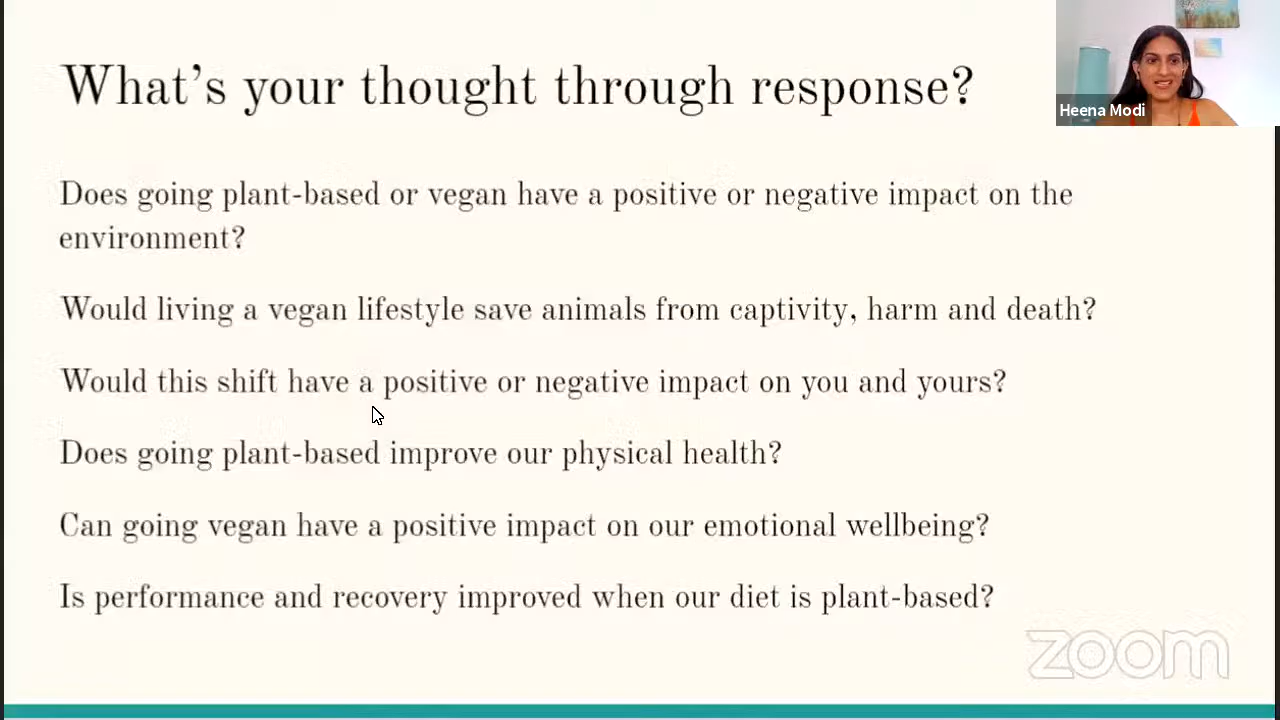 What's your thought through response?
Heena Modi
Does going plant-based or vegan have a positive or negative impact on the
environment?
Would living a vegan lifestyle save animals from captivity, harm and death?
Would this shift have a positive or negative impact on you and yours?
Does going plant-based improve our physical health?
Can going vegan have a positive impact on our emotional wellbeing?
Is performance and recovery improved when our diet is plant-based?
zoom